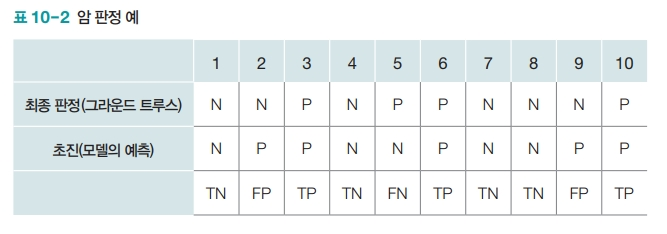 표 10-2 암 판정 예
1 2 3 4 5 6 7 8 9 10
최종 판정(그라운드 트루스) N N P N P P N N N P
초진(모델의 예측) N P P N N P N N P P
TN FP TP TN FN TP TN TN FP TP